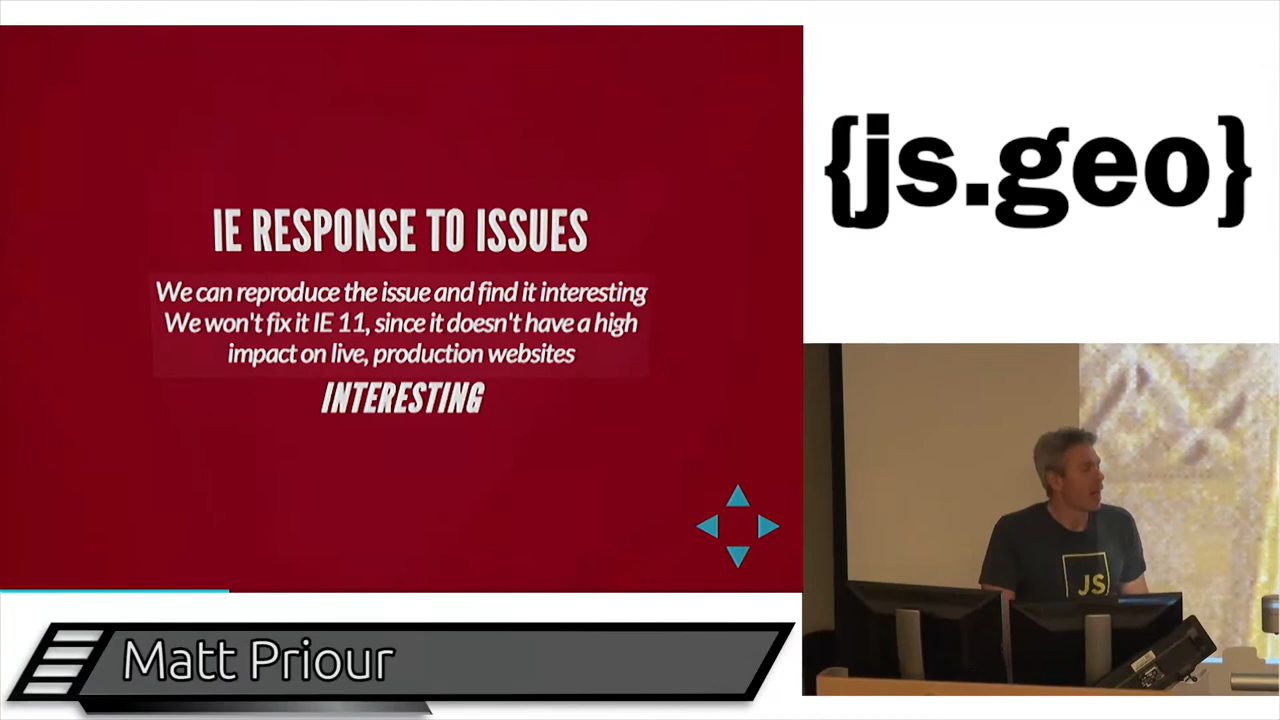 IE RESPONSE TO ISSUES
We can reproduce the issue and find it interesting
We won't fix it IE 11, since it doesn't have a high
impact on live, production websites
INTERESTING
{js.geo}
JS
Matt Priour